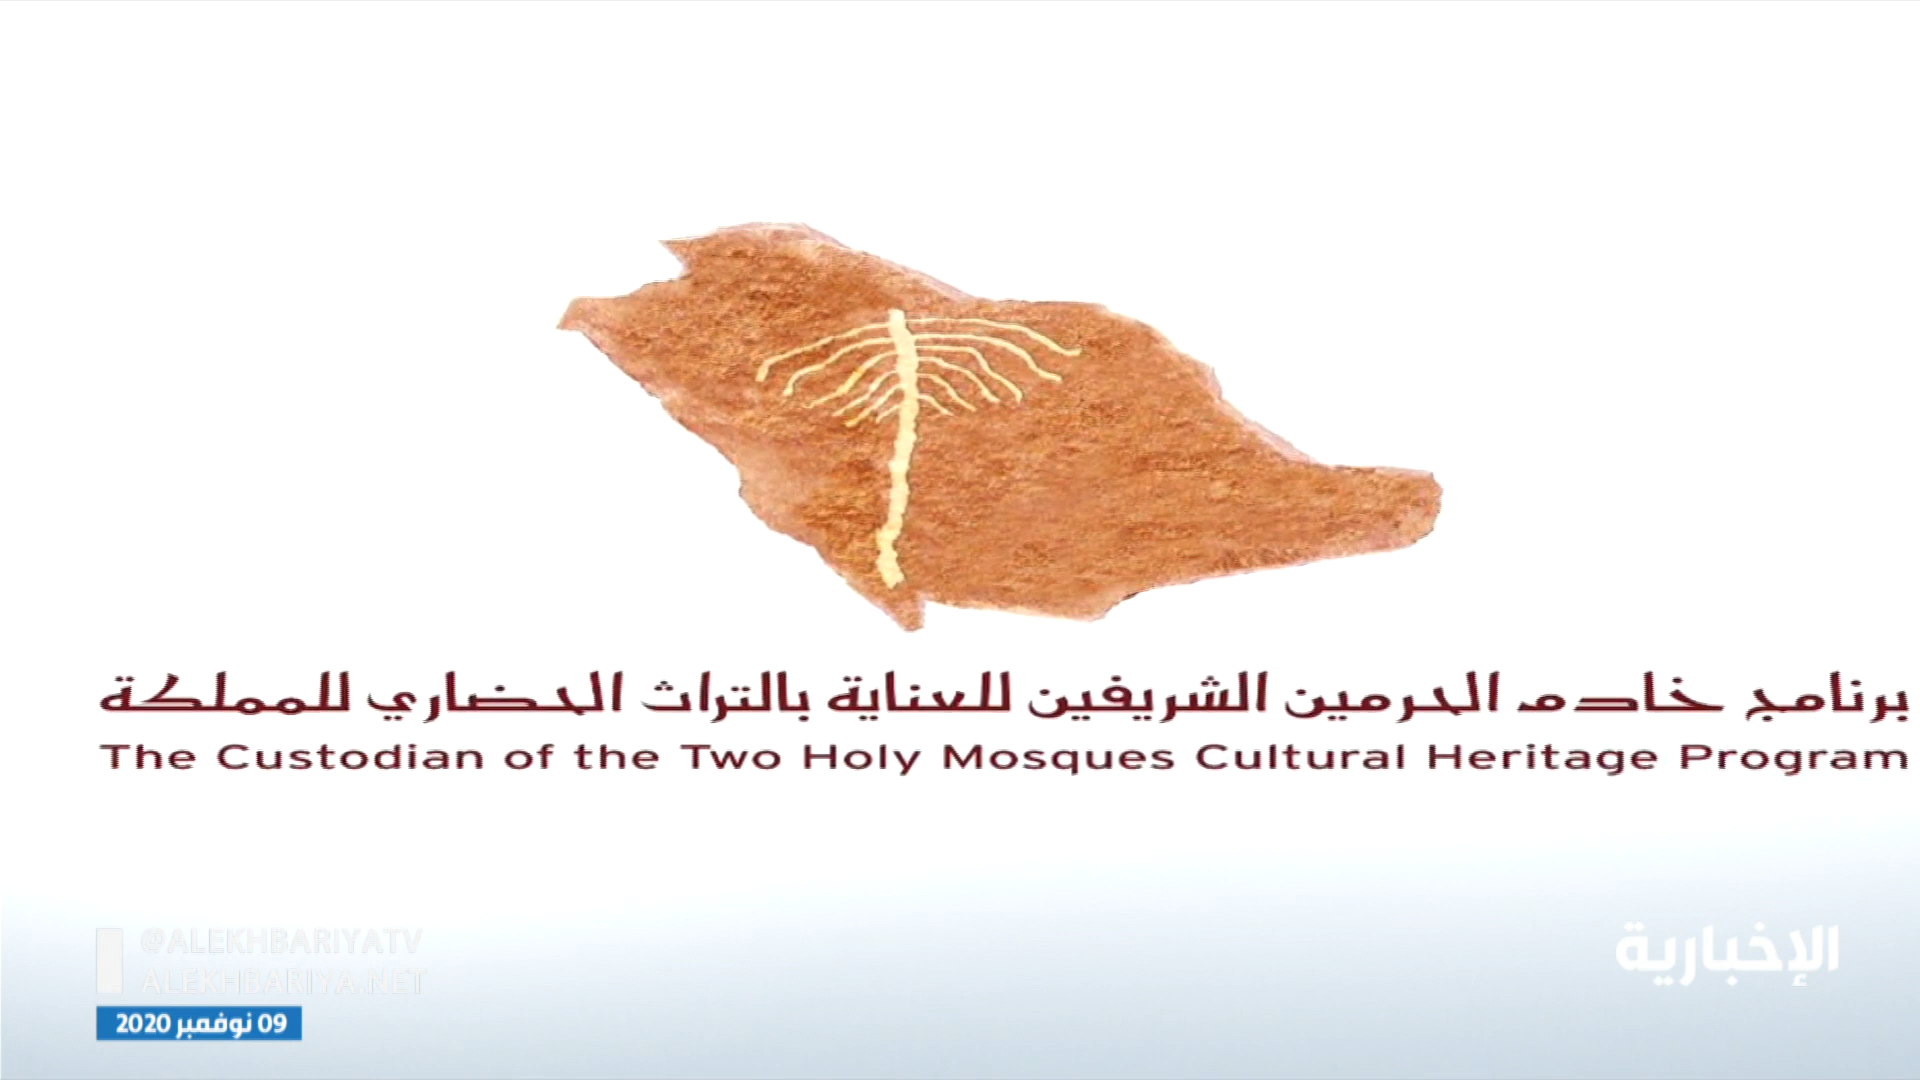 برنامج خادم الحرمين الشريفين للعناية بالتراث الحضاري للمملكة
The Custodian of the Two Holy Mosques Cultural Heritage Program
@ALEKHBARIYATV
ALEKHBARIYA.NET
09 نوفمبر 2020
الإخبارية